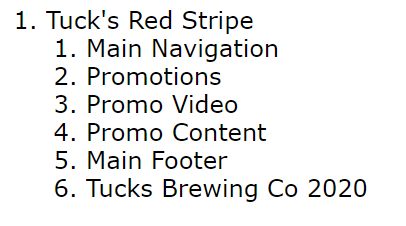 1. Tuck's Red Stripe
1. Main Navigation
2. Promotions
3. Promo Video
4. Promo Content
5. Main Footer
6. Tucks Brewing Co 2020